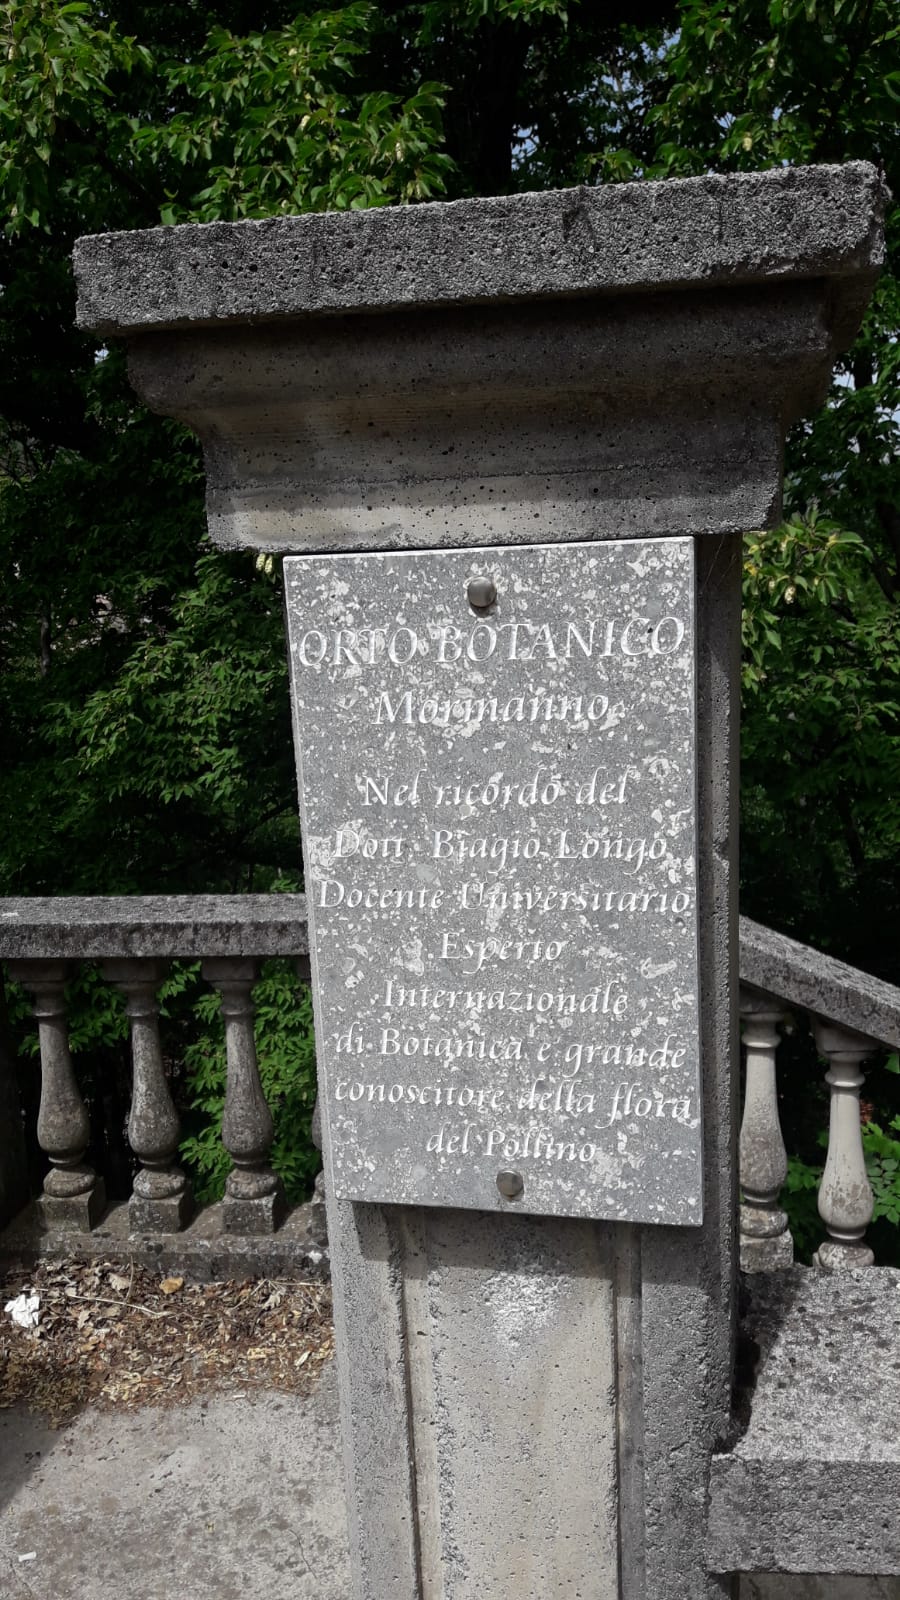 ORTO BOTANICO
Mormanno
Nel ricordo del
Dott. Biagio Longo
Docente Universitario
Esperto
Internazionale
di Botanica e grande
conoscitore della flora
del Pollino